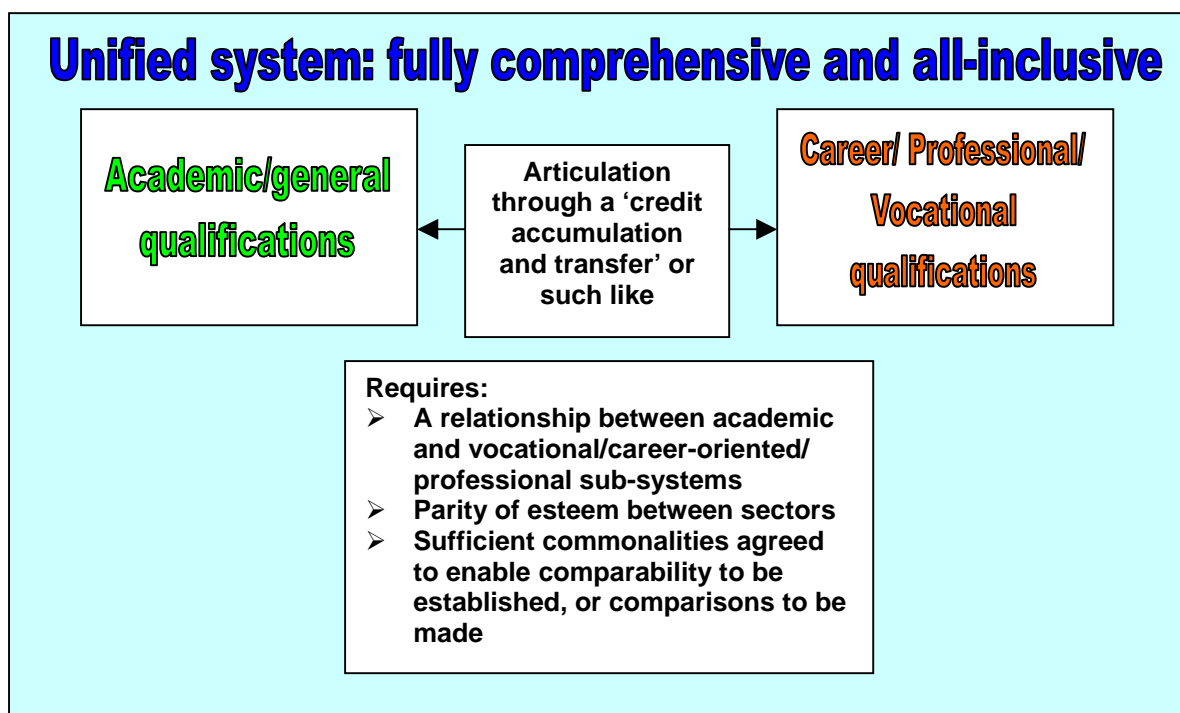 Unified system: fully comprehensive and all-inclusive
Academic/general
qualifications
Articulation
through a ‘credit
accumulation
and transfer’ or
such like
Career/ Professional/
Vocational
qualifications
Requires:
➢ A relationship between academic
and vocational/career-oriented/
professional sub-systems
➢ Parity of esteem between sectors
➢ Sufficient commonalities agreed
to enable comparability to be
established, or comparisons to be
made